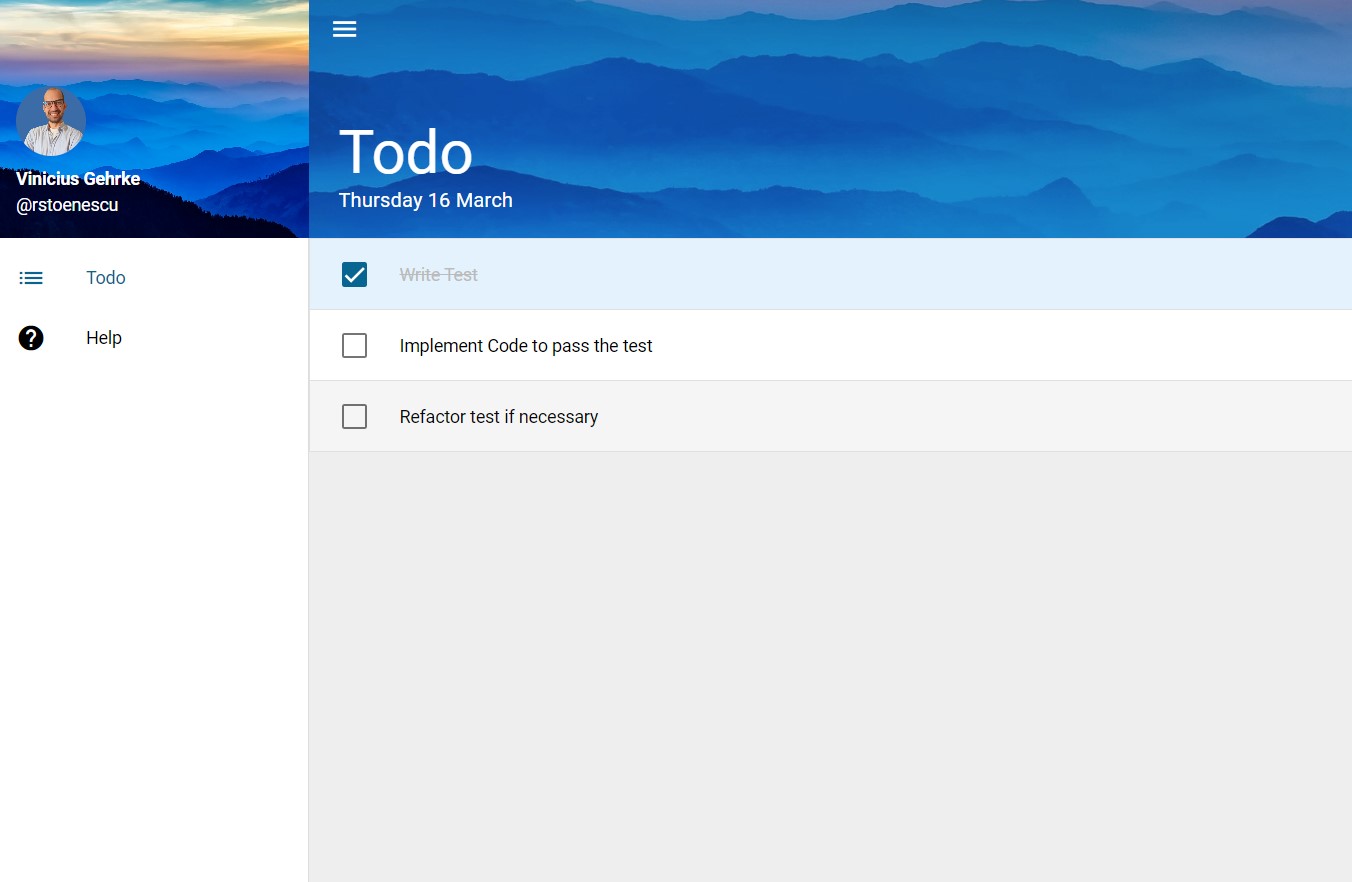 Vinicius Gehrke
@rstoenescu
Todo
Help
Todo
Thursday 16 March
Write Test
Implement Code to pass the test
Refactor test if necessary